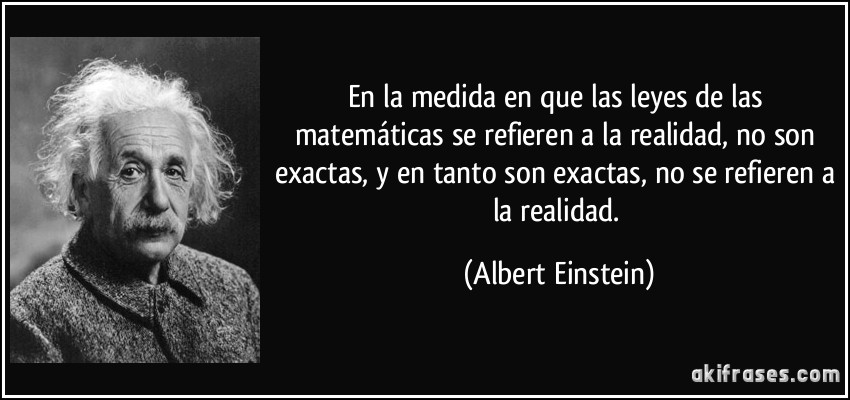 En la medida en que las leyes de las
matemáticas se refieren a la realidad, no son
exactas, y en tanto son exactas, no se refieren a
la realidad.
(Albert Einstein)
akifrases.com